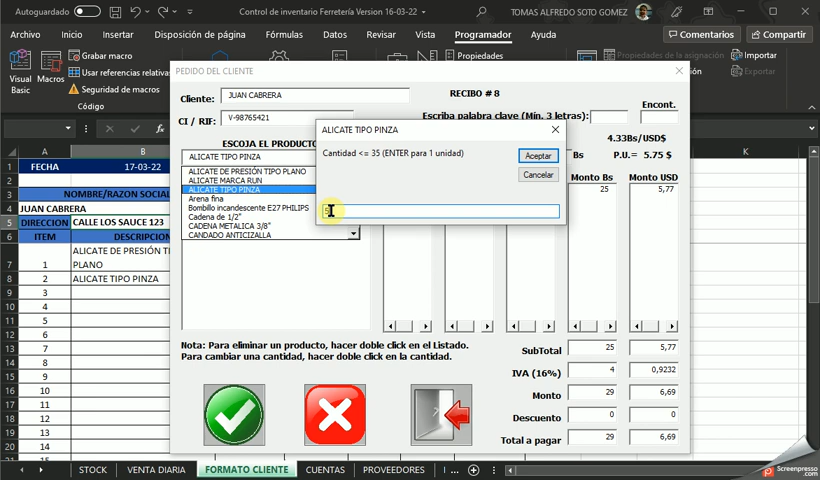 Autoguardado
Control de inventario Ferretería Version 16-03-22
TOMAS ALFREDO SOTO GOMEZ
Archivo Inicio Insertar Disposición de página Fórmulas Datos Revisar Vista Programador Ayuda Comentarios Compartir
Visual Basic
Macros
Grabar macro
Usar referencias relativas
Seguridad de macros
Código
Propiedades
Propiedades de la asignación
Importar
Exportar
PEDIDO DEL CLIENTE
Cliente: JUAN CABRERA
RECIBO # 8
CI / RIF: V-98765421
Escriba palabra clave (Mín. 3 letras):
Encont.
ESCOJA EL PRODUCTO
4.33Bs/USD$
ALICATE TIPO PINZA
Bs P.U.= 5.75 $
ALICATE DE PRESIÓN TIPO PLANO
ALICATE MARCA RUN
ALICATE TIPO PINZA
Arena fina
Bombillo incandescente E27 PHILIPS
Cadena de 1/2"
CADENA METALICA 3/8"
CANDADO ANTICIZALLA
Monto Bs Monto USD
25 5,77
ALICATE TIPO PINZA
Cantidad <= 35 (ENTER para 1 unidad)
Aceptar
Cancelar
Nota: Para eliminar un producto, hacer doble click en el Listado.
Para cambiar una cantidad, hacer doble click en la cantidad.
SubTotal 25 5,77
IVA (16%) 4 0,9232
Monto 29 6,69
Descuento 0 0
Total a pagar 29 6,69
A B K
1 FECHA 17-03-22
2
3 NOMBRE/RAZON SOCIAL
4 JUAN CABRERA
5 DIRECCION CALLE LOS SAUCE 123
6 ITEM DESCRIPCION
7 1 ALICATE DE PRESIÓN TIPO PLANO
8 2 ALICATE TIPO PINZA
9 3
10 4
11 5
12 6
13 7
14 8
15 9
16 10
17 11
18 12
19 13
20 14
21 15
STOCK VENTA DIARIA FORMATO CLIENTE CUENTAS PROVEEDORES ...
Screenpresso